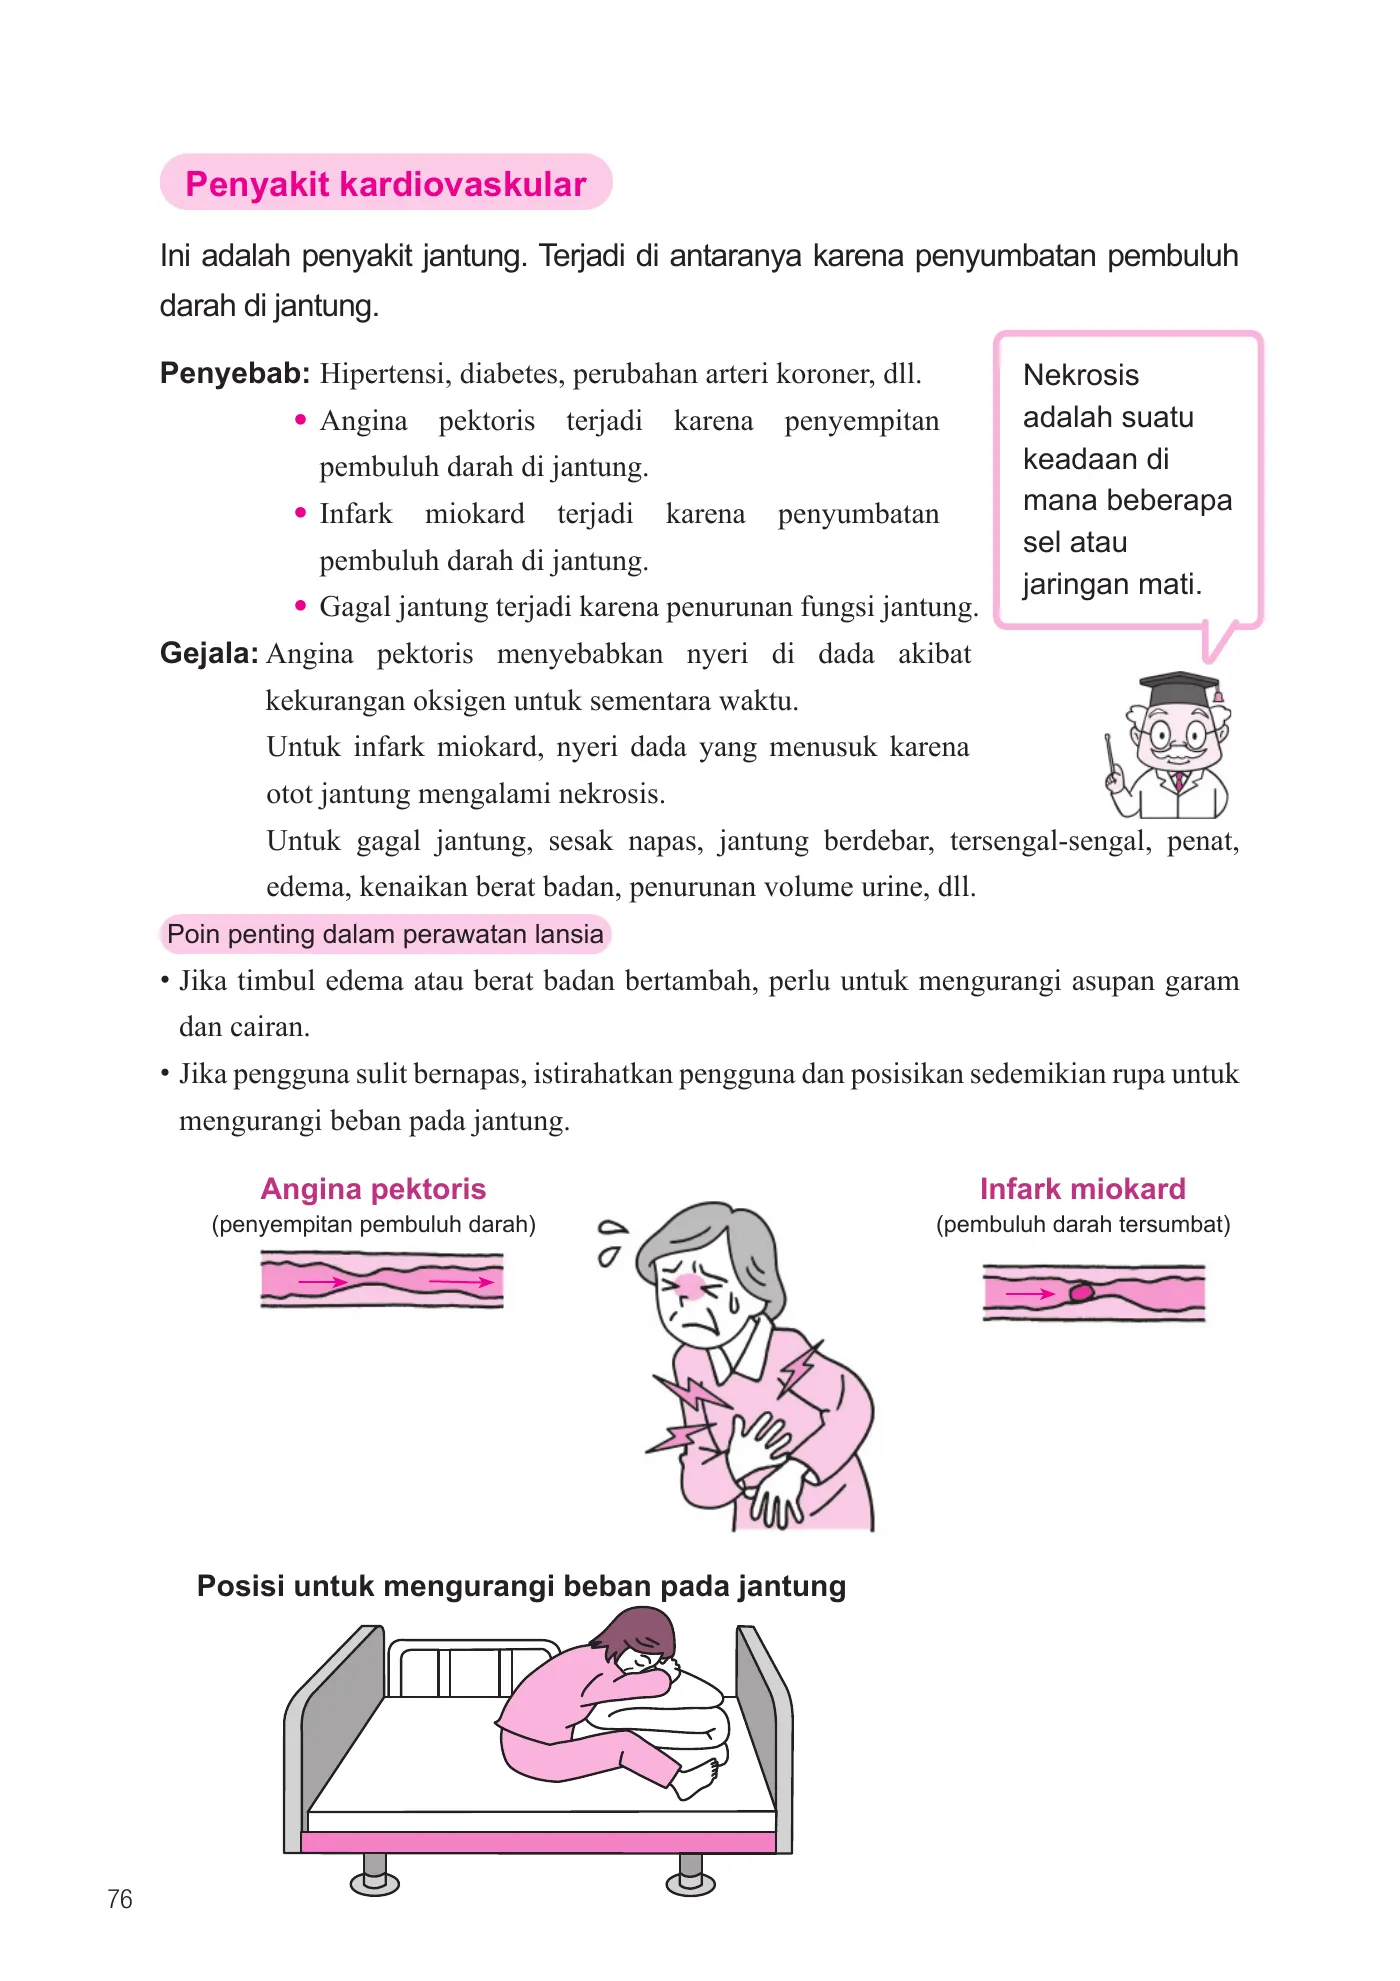 Penyakit kardiovaskular
Ini adalah penyakit jantung. Terjadi di antaranya karena penyumbatan pembuluh
darah di jantung.
Penyebab: Hipertensi, diabetes, perubahan arteri koroner, dll.
• Angina pektoris terjadi karena penyempitan
pembuluh darah di jantung.
• Infark miokard terjadi karena penyumbatan
pembuluh darah di jantung.
• Gagal jantung terjadi karena penurunan fungsi jantung.
Nekrosis
adalah suatu
keadaan di
mana beberapa
sel atau
jaringan mati.
Gejala: Angina pektoris menyebabkan nyeri di dada akibat
kekurangan oksigen untuk sementara waktu.
Untuk infark miokard, nyeri dada yang menusuk karena
otot jantung mengalami nekrosis.
Untuk gagal jantung, sesak napas, jantung berdebar, tersengal-sengal, penat,
edema, kenaikan berat badan, penurunan volume urine, dll.
Poin penting dalam perawatan lansia
• Jika timbul edema atau berat badan bertambah, perlu untuk mengurangi asupan garam
dan cairan.
• Jika pengguna sulit bernapas, istirahatkan pengguna dan posisikan sedemikian rupa untuk
mengurangi beban pada jantung.
Angina pektoris
(penyempitan pembuluh darah)
Infark miokard
(pembuluh darah tersumbat)
Posisi untuk mengurangi beban pada jantung
76